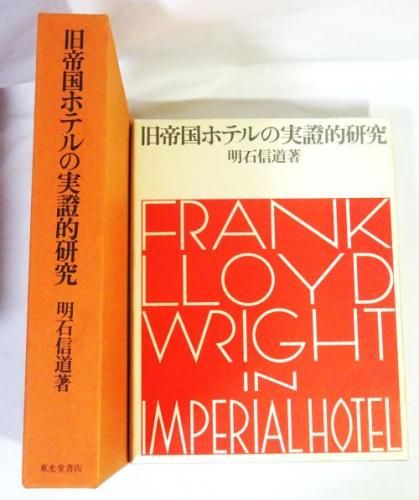 旧帝国ホテルの実證的研究
明石信道著
東光堂書店
旧帝国ホテルの実證的研究
明石信道著
FRANK
LLOYD
WRIGHT
IN
IMPERIAL HOTEL